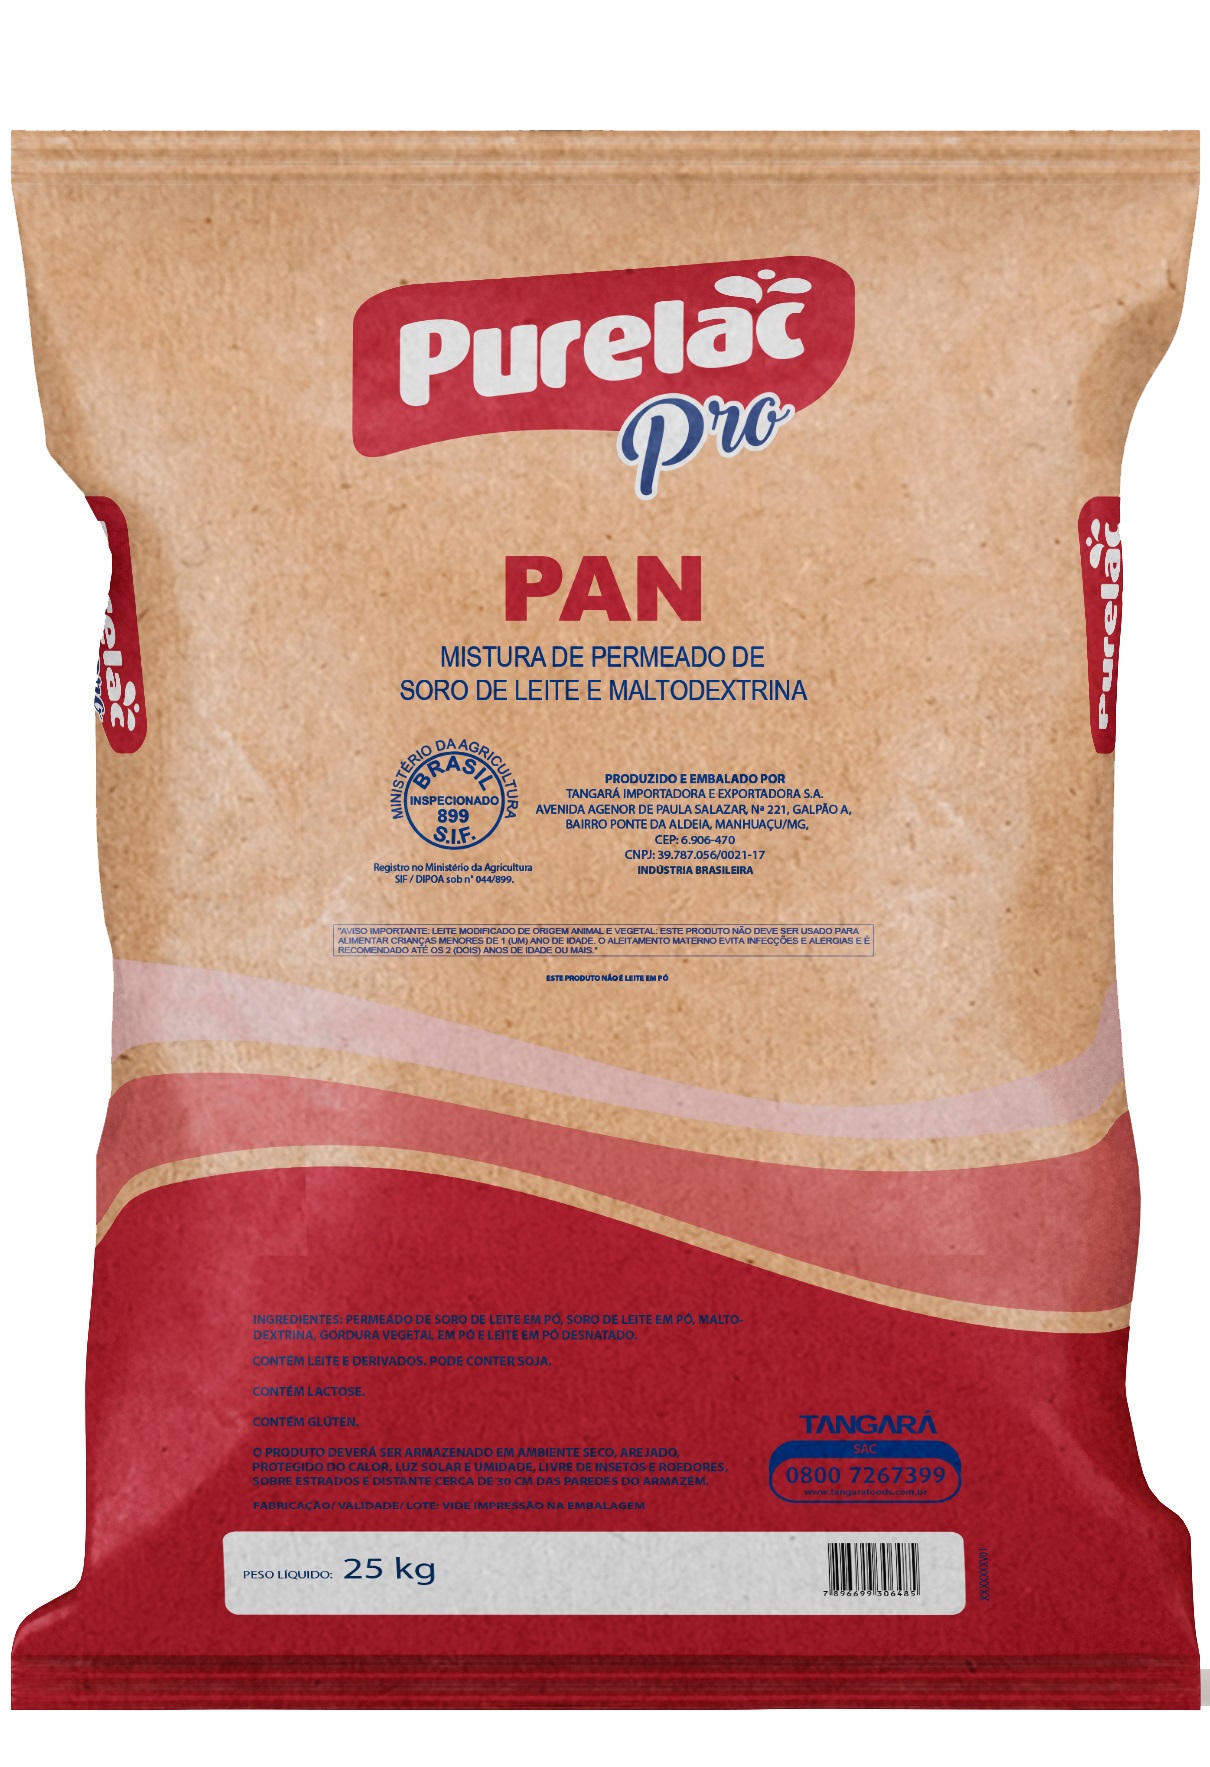 Purelac
Pro
PAN
MISTURA DE PERMEADO DE
SORO DE LEITE E MALTODEXTRINA
MINISTÉRIO DA AGRICULTURA
BRASIL
INSPECIONADO
899
S.I.F.
Registro no Ministério da Agricultura
SIF / DIPOA sob n° 044/899.
PRODUZIDO E EMBALADO POR
TANGARÁ IMPORTADORA E EXPORTADORA S.A.
AVENIDA AGENOR DE PAULA SALAZAR, Nª 221, GALPÃO A,
BAIRRO PONTE DA ALDEIA, MANHUAÇU/MG,
CEP: 6.906-470
CNPJ: 39.787.056/0021-17
INDÚSTRIA BRASILEIRA
"AVISO IMPORTANTE: LEITE MODIFICADO DE ORIGEM ANIMAL E VEGETAL: ESTE PRODUTO NÃO DEVE SER USADO PARA
ALIMENTAR CRIANÇAS MENORES DE 1 (UM) ANO DE IDADE. O ALEITAMENTO MATERNO EVITA INFECÇÕES E ALERGIAS E É
RECOMENDADO ATÉ OS 2 (DOIS) ANOS DE IDADE OU MAIS."
ESTE PRODUTO NÃO É LEITE EM PÓ
Purelac
INGREDIENTES: PERMEADO DE SORO DE LEITE EM PÓ, SORO DE LEITE EM PÓ, MALTO-
DEXTRINA, GORDURA VEGETAL EM PÓ E LEITE EM PÓ DESNATADO.
CONTÉM LEITE E DERIVADOS. PODE CONTER SOJA.
CONTÉM LACTOSE.
CONTÉM GLÚTEN.
O PRODUTO DEVERÁ SER ARMAZENADO EM AMBIENTE SECO, AREJADO,
PROTEGIDO DO CALOR, LUZ SOLAR E UMIDADE, LIVRE DE INSETOS E ROEDORES,
SOBRE ESTRADOS E DISTANTE CERCA DE 30 CM DAS PAREDES DO ARMAZÉM.
FABRICAÇÃO/ VALIDADE/ LOTE: VIDE IMPRESSÃO NA EMBALAGEM
TANGARÁ
SAC
0800 7267399
www.tangarafoods.com.br
PESO LÍQUIDO: 25 kg
7 896699 306485